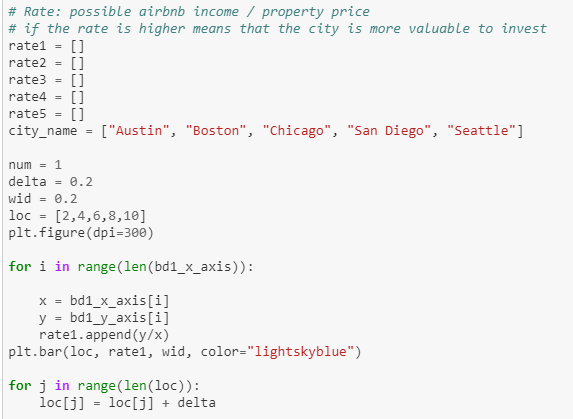 # Rate: possible airbnb income / property price
# if the rate is higher means that the city is more valuable to invest
rate1 = []
rate2 = []
rate3 = []
rate4 = []
rate5 = []
city_name = ["Austin", "Boston", "Chicago", "San Diego", "Seattle"]
num = 1
delta = 0.2
wid = 0.2
loc = [2,4,6,8,10]
plt.figure(dpi=300)
for i in range(len(bd1_x_axis)):
    x = bd1_x_axis[i]
    y = bd1_y_axis[i]
    rate1.append(y/x)
plt.bar(loc, rate1, wid, color="lightskyblue")
for j in range(len(loc)):
    loc[j] = loc[j] + delta